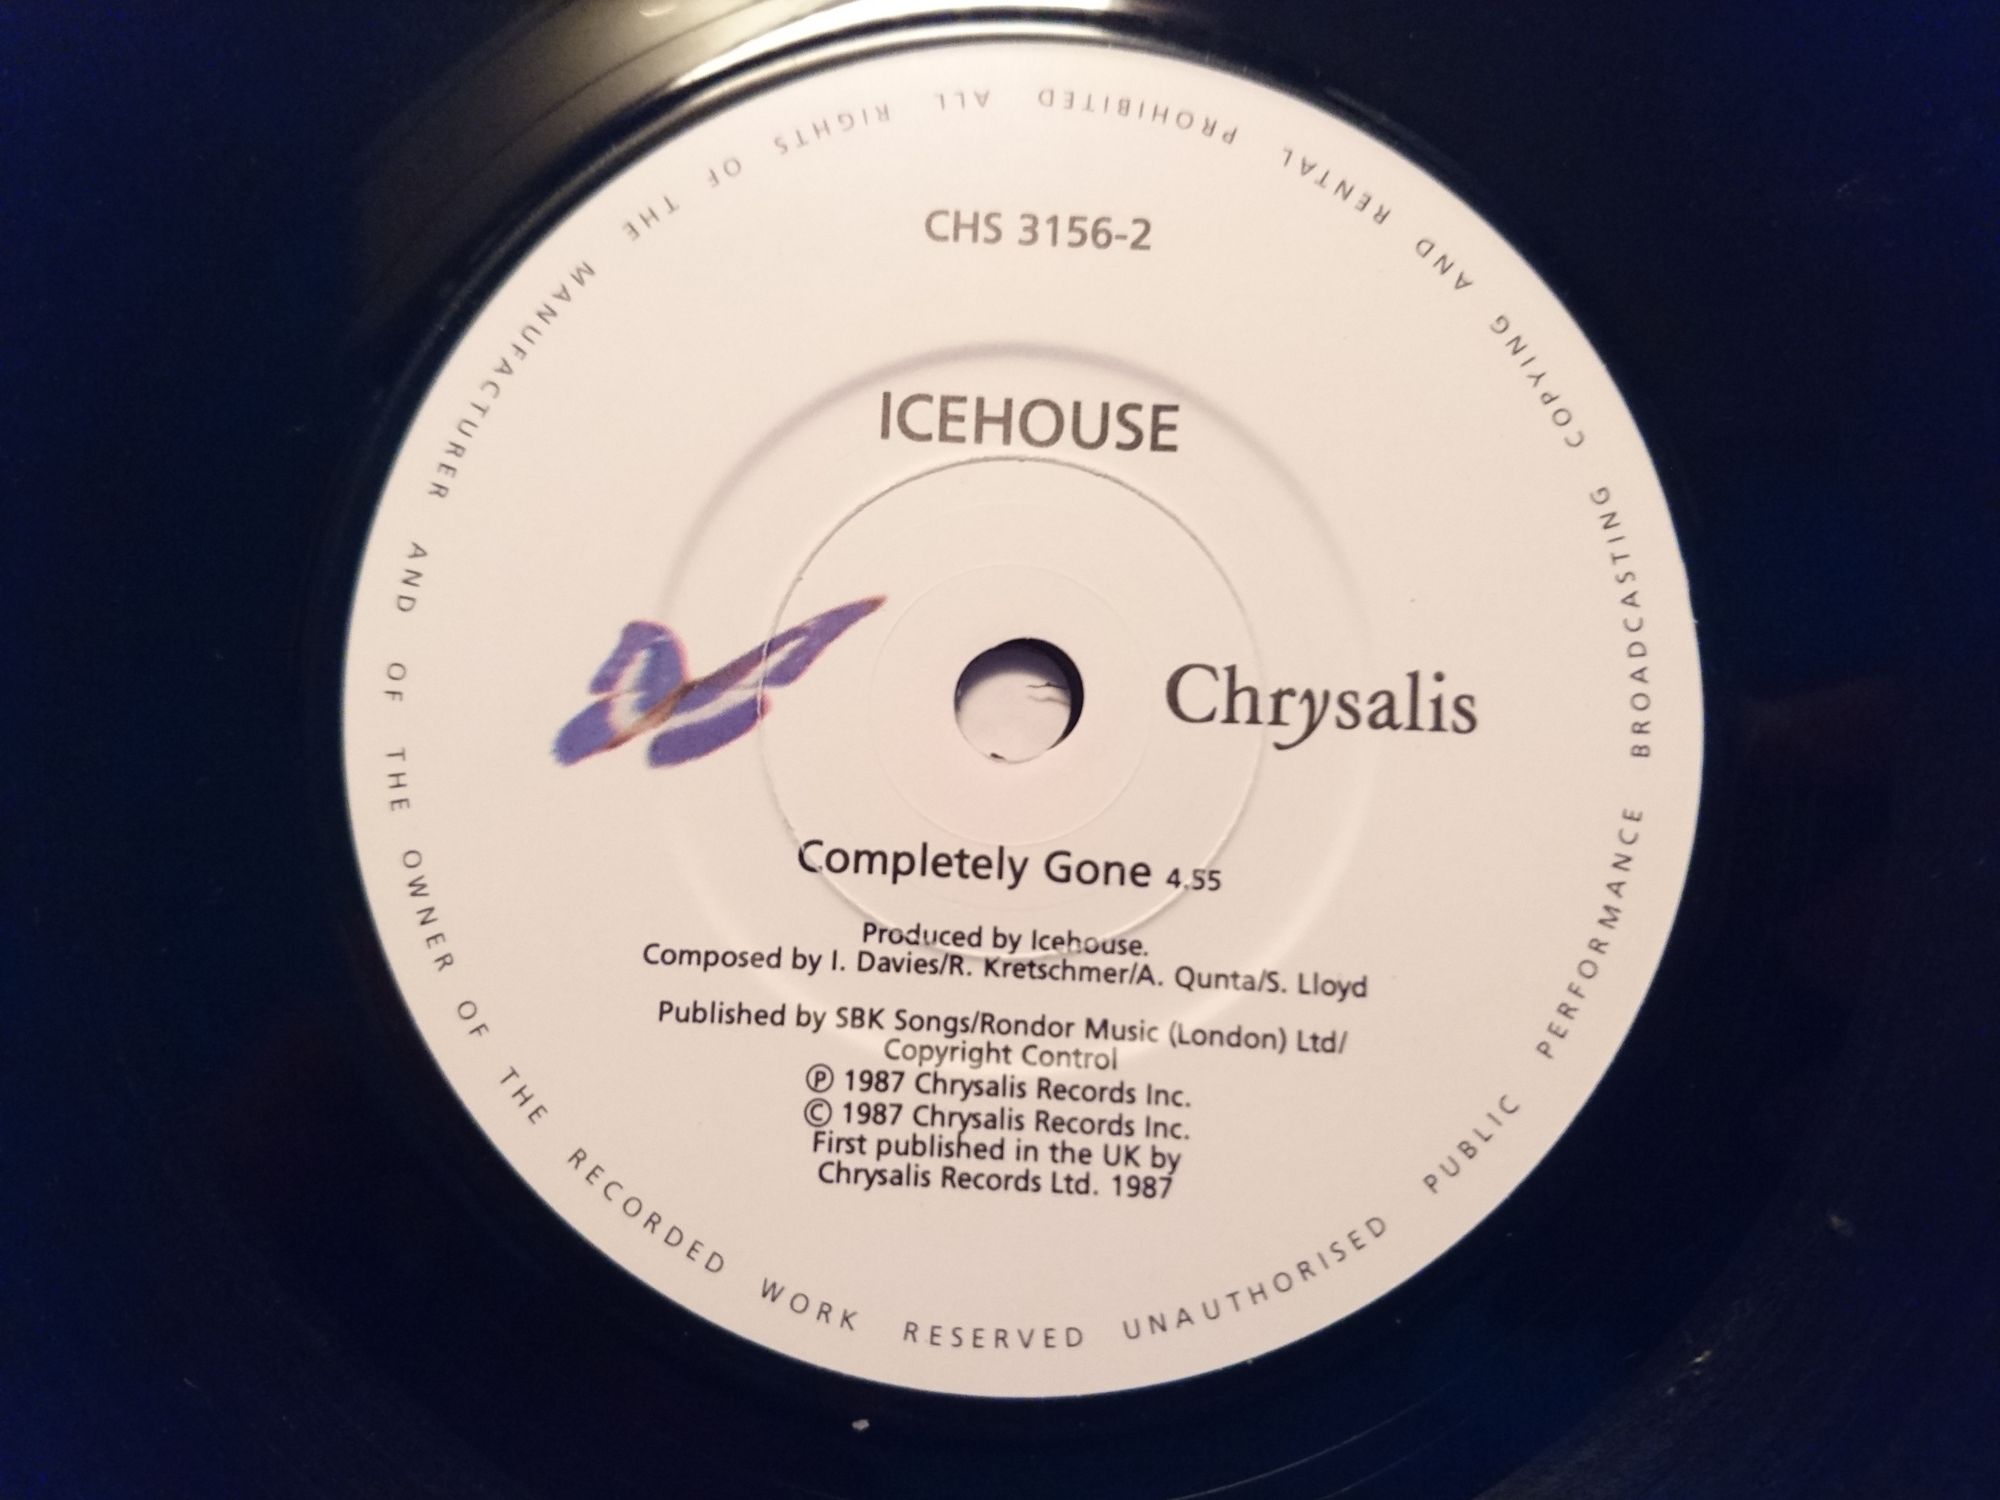 CHS 3156-2
ICEHOUSE
Chrysalis
Completely Gone 4.55
Produced by Icehouse.
Composed by I. Davies/R. Kretschmer/A. Qunta/S. Lloyd
Published by SBK Songs/Rondor Music (London) Ltd/
Copyright Control
℗ 1987 Chrysalis Records Inc.
© 1987 Chrysalis Records Inc.
First published in the UK by
Chrysalis Records Ltd. 1987
ALL RIGHTS OF THE MANUFACTURER AND OF THE OWNER OF THE RECORDED WORK RESERVED UNAUTHORISED PUBLIC PERFORMANCE BROADCASTING COPYING AND RENTAL PROHIBITED